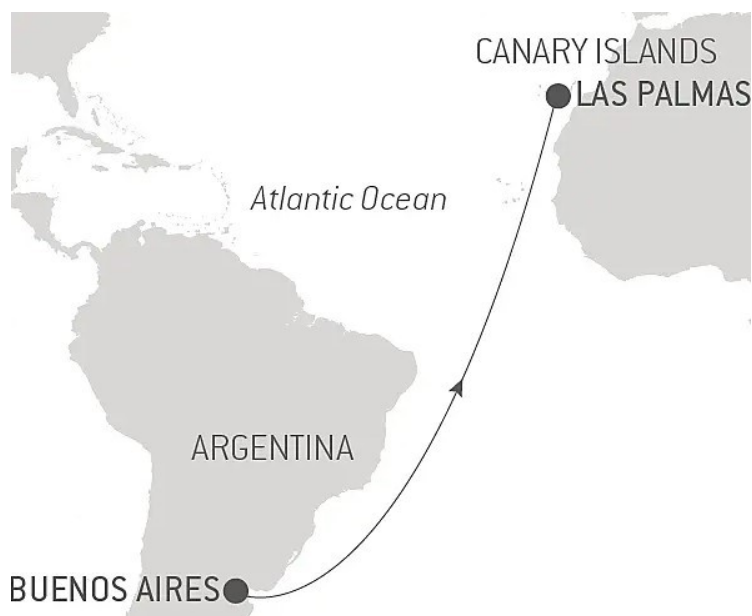 CANARY ISLANDS
LAS PALMAS
Atlantic Ocean
ARGENTINA
BUENOS AIRES